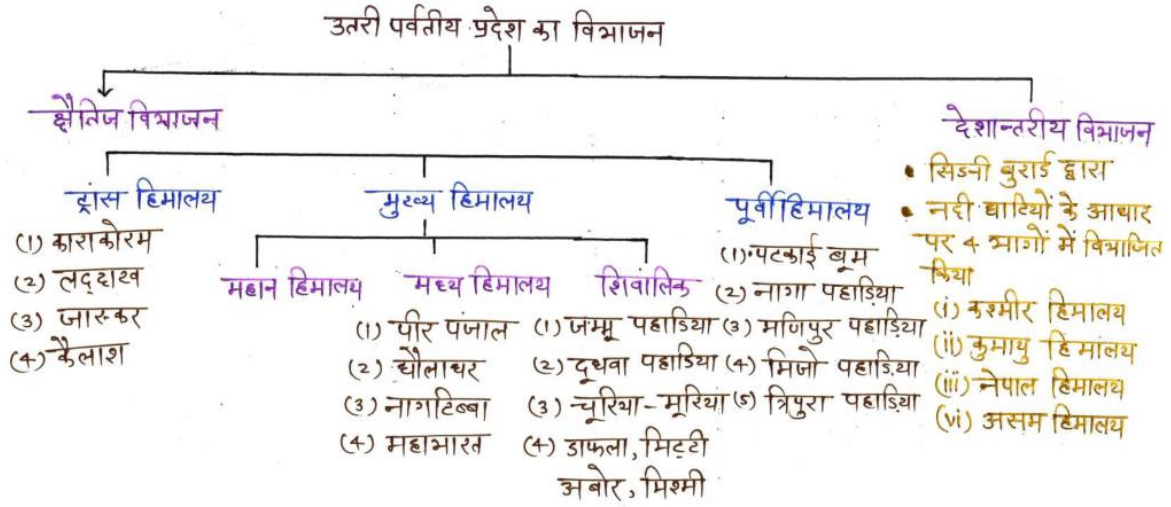 उतरी पर्वतीय प्रदेश का विभाजन
क्षैतिज विभाजन
देशान्तरीय विभाजन
ट्रांस हिमालय
(1) काराकोरम
(2) लद्दाख
(3) जास्कर
(4) कैलाश
मुख्य हिमालय
महान हिमालय
मध्य हिमालय
(1) पीर पंजाल
(2) धौलाधर
(3) नागटिब्बा
(4) महाभारत
शिवालिक
(1) जम्मू पहाडिया
(2) दूधवा पहाडिया
(3) चूरिया-मूरिया
(4) डाफला, मिट्टी
अबोर, मिश्मी
पूर्वी हिमालय
(1) पटकाई बूम
(2) नागा पहाडिया
(3) मणिपुर पहाडिया
(4) मिजो पहाडिया
(5) त्रिपुरा पहाडिया
• सिडनी बुरार्ड द्वारा
• नदी घाटियों के आधार
पर 4 भागों में विभाजित
किया
(i) कश्मीर हिमालय
(ii) कुमायु हिमालय
(iii) नेपाल हिमालय
(vi) असम हिमालय